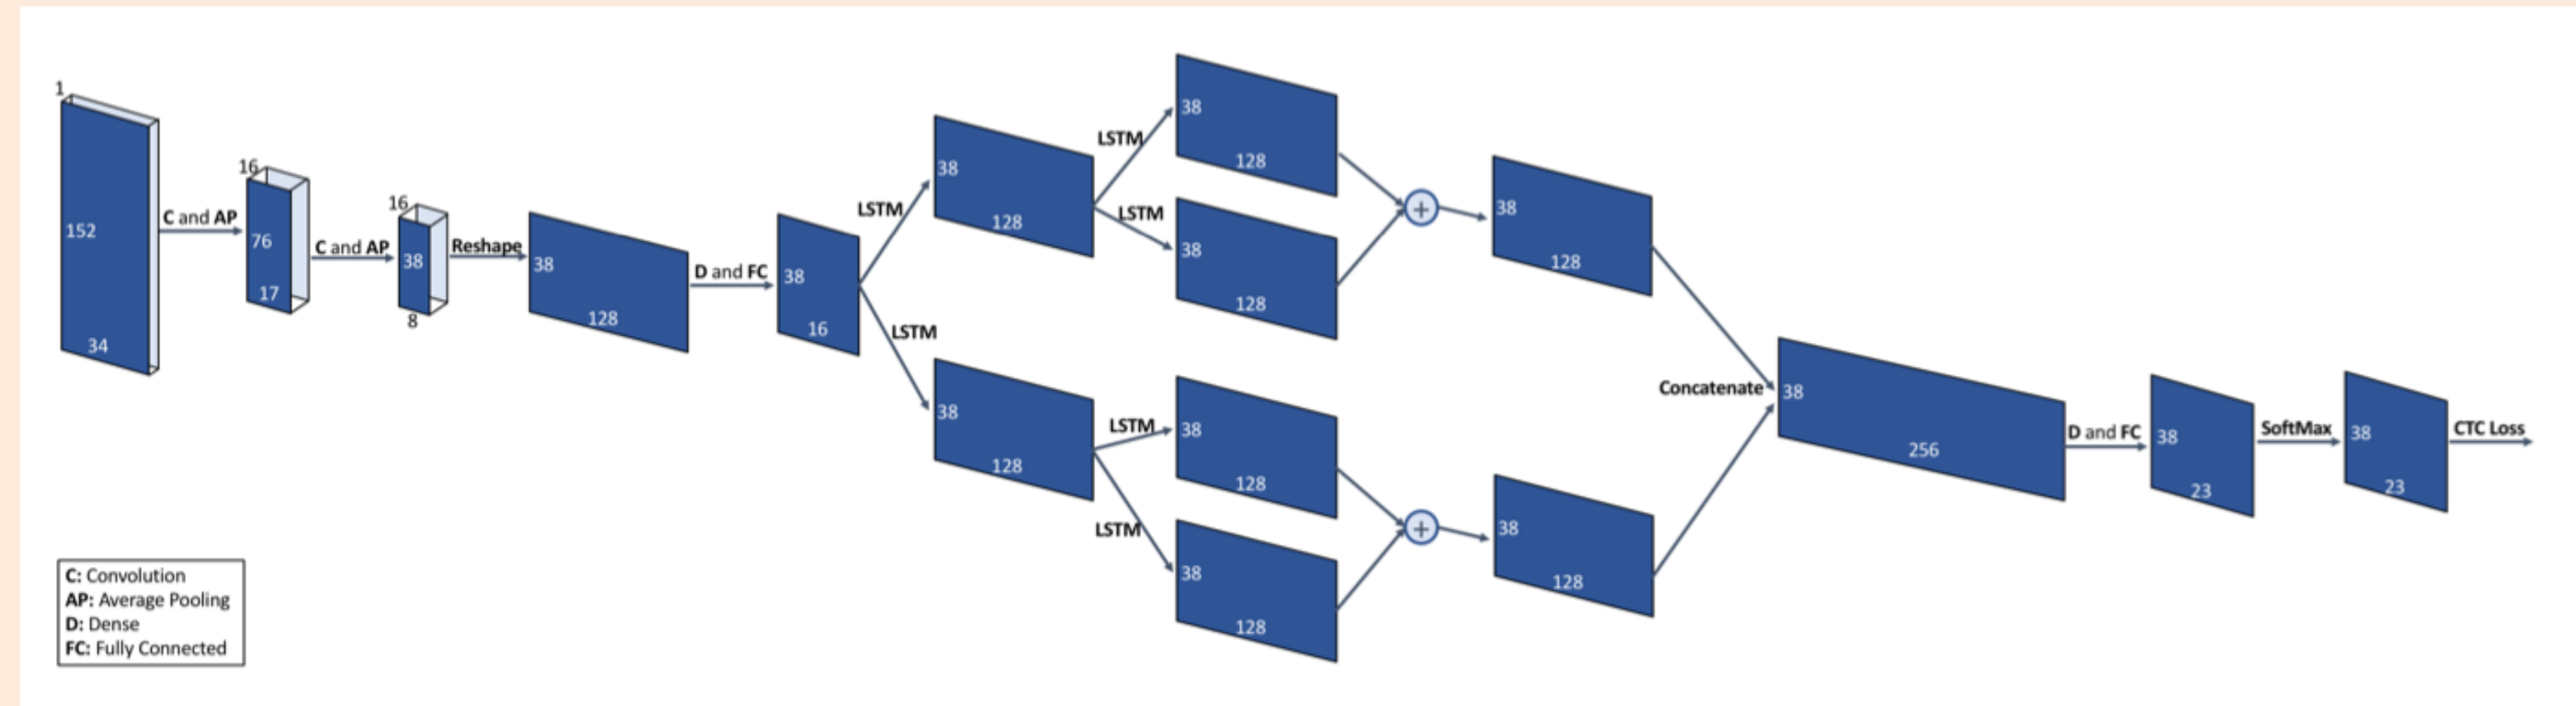 1
152
34
C and AP
16
76
17
C and AP
16
38
8
Reshape
38
128
D and FC
38
16
LSTM
LSTM
38
128
38
128
LSTM
LSTM
LSTM
LSTM
38
128
38
128
38
128
38
128
+
+
38
128
38
128
Concatenate
38
256
D and FC
38
23
SoftMax
38
23
CTC Loss
C: Convolution
AP: Average Pooling
D: Dense
FC: Fully Connected